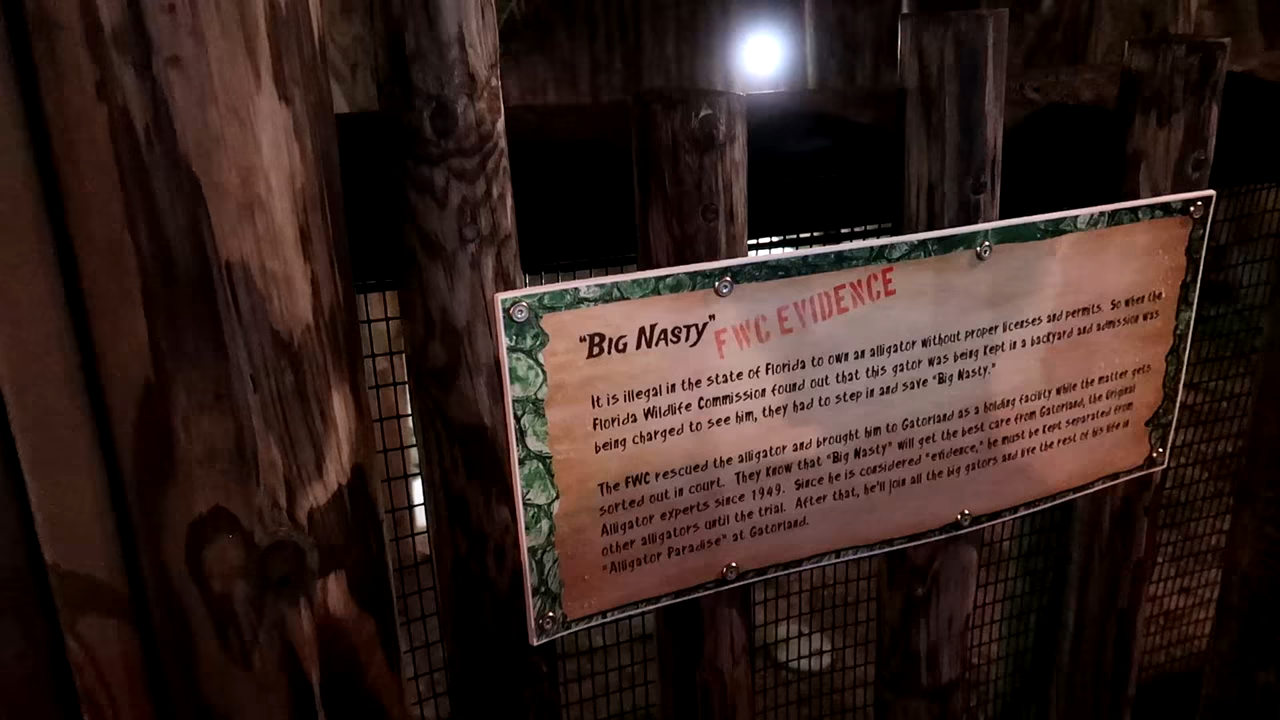 "BIG NASTY" FWC EVIDENCE
It is illegal in the state of Florida to own an alligator without proper licenses and permits. So when the
Florida Wildlife Commission found out that this gator was being kept in a backyard and admission was
being charged to see him, they had to step in and save "Big Nasty."
The FWC rescued the alligator and brought him to Gatorland as a holding facility while the matter gets
sorted out in court. They know that "Big Nasty" will get the best care from Gatorland, the original
Alligator experts since 1949. Since he is considered "evidence," he must be kept separated from
other alligators until the trial. After that, he'll join all the big gators and live the rest of his life in
"Alligator Paradise" at Gatorland.